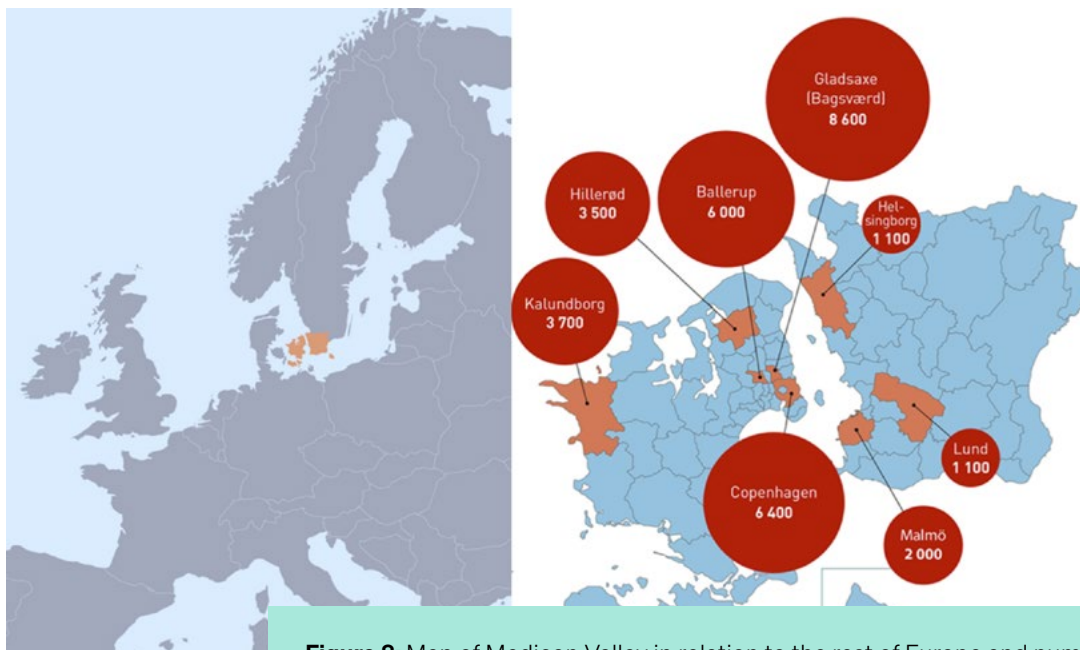 Gladsaxe
(Bagsværd)
8 600
Hillerød
3 500
Ballerup
6 000
Hel-
singborg
1 100
Kalundborg
3 700
Lund
1 100
Copenhagen
6 400
Malmö
2 000
Figure 2. Map of Medicon Valley in relation to the rest of Europe and